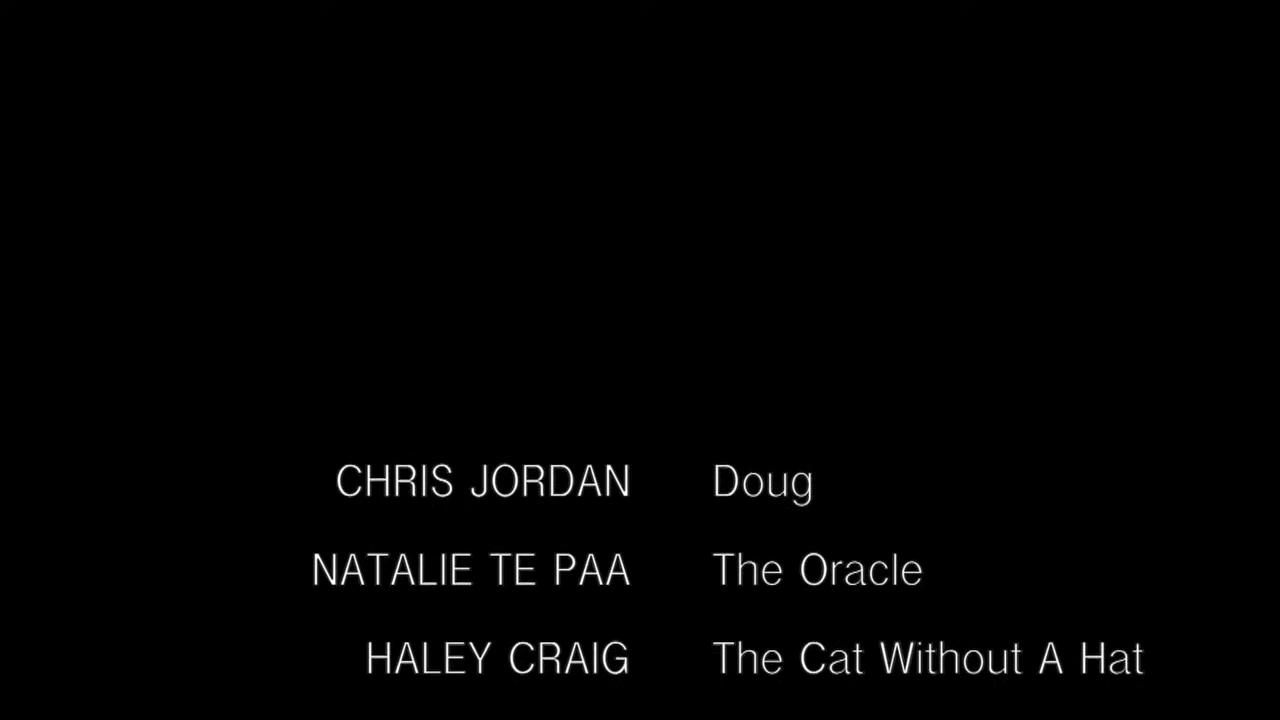 CHRIS JORDAN Doug
NATALIE TE PAA The Oracle
HALEY CRAIG The Cat Without A Hat